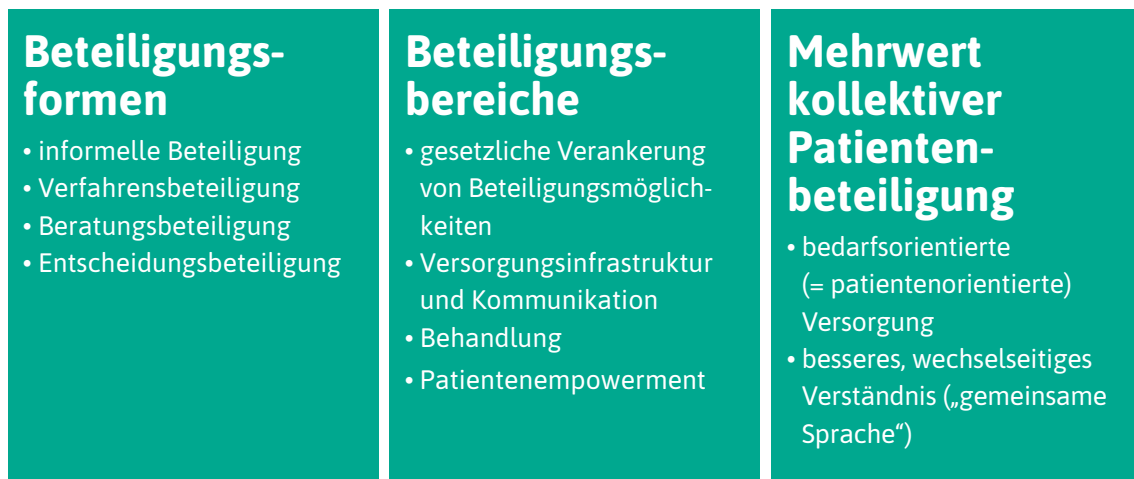 Beteiligungs-
formen
• informelle Beteiligung
• Verfahrensbeteiligung
• Beratungsbeteiligung
• Entscheidungsbeteiligung
Beteiligungs-
bereiche
• gesetzliche Verankerung
von Beteiligungsmöglich-
keiten
• Versorgungsinfrastruktur
und Kommunikation
• Behandlung
• Patientenempowerment
Mehrwert
kollektiver
Patienten-
beteiligung
• bedarfsorientierte
(= patientenorientierte)
Versorgung
• besseres, wechselseitiges
Verständnis („gemeinsame
Sprache“)